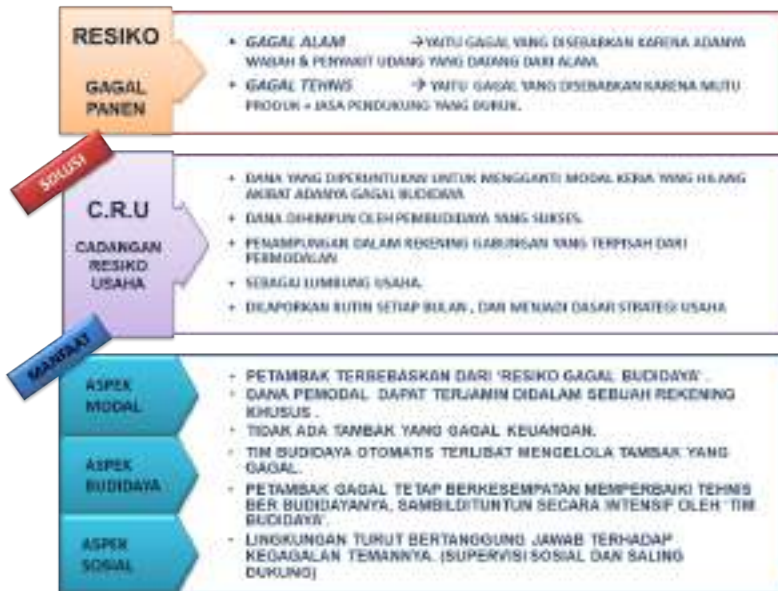 RESIKO
GAGAL
PANEN
• GAGAL ALAM → YAITU GAGAL YANG DISEBABKAN KARENA ADANYA
WABAH & PENYAKIT UDANG YANG DATANG DARI ALAM.
• GAGAL TEHNIS → YAITU GAGAL YANG DISEBABKAN KARENA MUTU
PRODUK + JASA PENDUKUNG YANG BURUK.
SOLUSI
C.R.U
CADANGAN
RESIKO
USAHA
• DANA YANG DIPERUNTUKAN UNTUK MENGGANTI MODAL KERJA YANG HILANG
AKIBAT ADANYA GAGAL BUDIDAYA
• DANA DIHIMPUN OLEH PEMBUDIDAYA YANG SUKSES.
• PENAMPUNGAN DALAM REKENING GABUNGAN YANG TERPISAH DARI
PERMODALAN
• SEBAGAI LUMBUNG USAHA.
• DILAPORKAN RUTIN SETIAP BULAN , DAN MENJADI DASAR STRATEGI USAHA
MANFAAT
ASPEK
MODAL
• PETAMBAK TERBEBASKAN DARI 'RESIKO GAGAL BUDIDAYA' .
• DANA PEMODAL DAPAT TERJAMIN DIDALAM SEBUAH REKENING
KHUSUS .
• TIDAK ADA TAMBAK YANG GAGAL KEUANGAN.
ASPEK
BUDIDAYA
• TIM BUDIDAYA OTOMATIS TERLIBAT MENGELOLA TAMBAK YANG
GAGAL.
• PETAMBAK GAGAL TETAP BERKESEMPATAN MEMPERBAIKI TEHNIS
BER BUDIDAYANYA, SAMBILDITUNTUN SECARA INTENSIF OLEH 'TIM
BUDIDAYA'.
ASPEK
SOSIAL
• LINGKUNGAN TURUT BERTANGGUNG JAWAB TERHADAP
KEGAGALAN TEMANNYA. (SUPERVISI SOSIAL DAN SALING
DUKUNG)